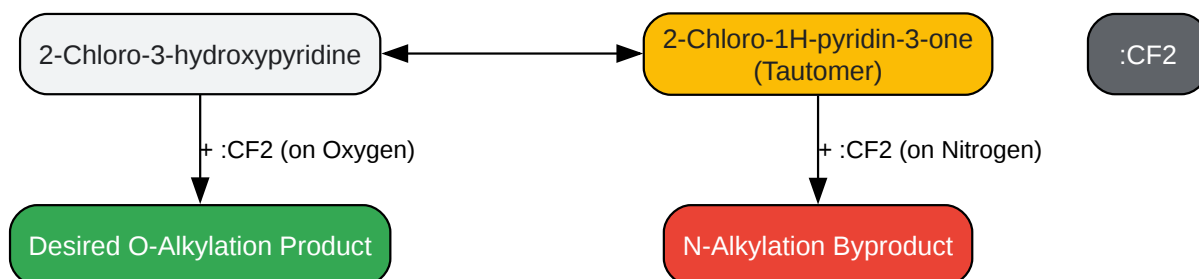 2-Chloro-3-hydroxypyridine
2-Chloro-1H-pyridin-3-one
(Tautomer)
:CF2
+ :CF2 (on Oxygen)
+ :CF2 (on Nitrogen)
Desired O-Alkylation Product
N-Alkylation Byproduct